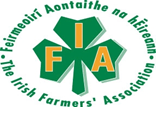 Feirmeoirí Aontaithe na hÉireann
IFA
• The Irish Farmers' Association •